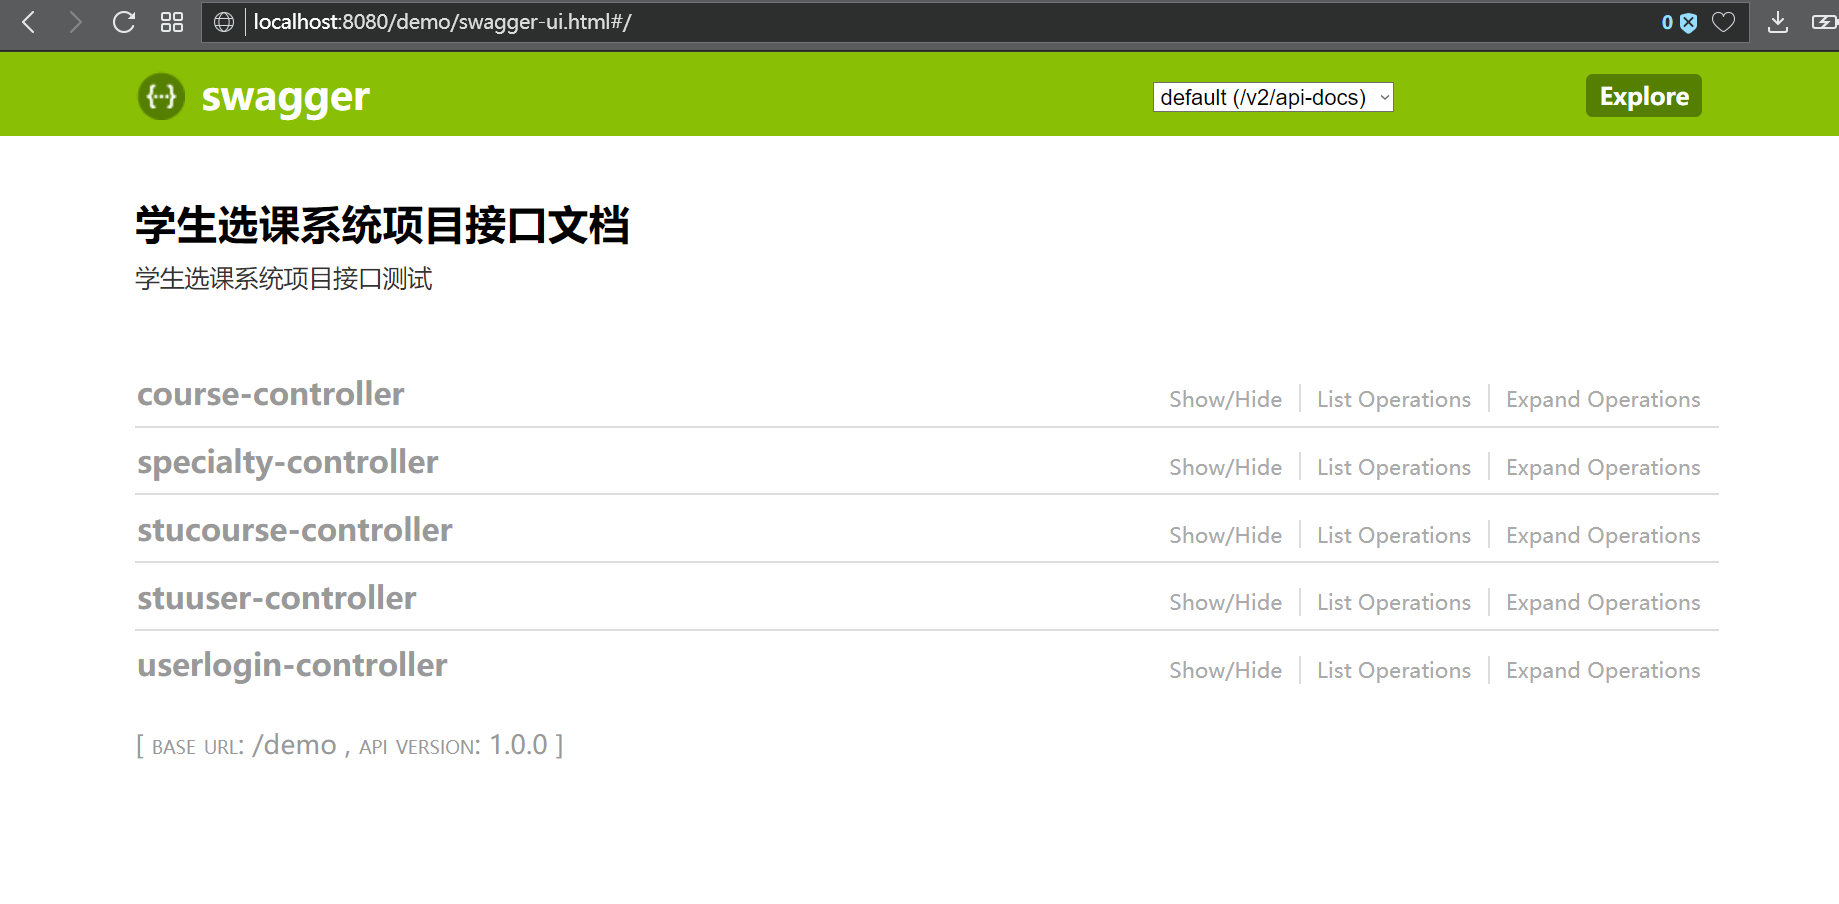 localhost:8080/demo/swagger-ui.html#/ 0
{···} swagger default (/v2/api-docs) Explore
学生选课系统项目接口文档
学生选课系统项目接口测试
course-controller Show/Hide List Operations Expand Operations
specialty-controller Show/Hide List Operations Expand Operations
stucourse-controller Show/Hide List Operations Expand Operations
stuuser-controller Show/Hide List Operations Expand Operations
userlogin-controller Show/Hide List Operations Expand Operations
[ BASE URL: /demo , API VERSION: 1.0.0 ]